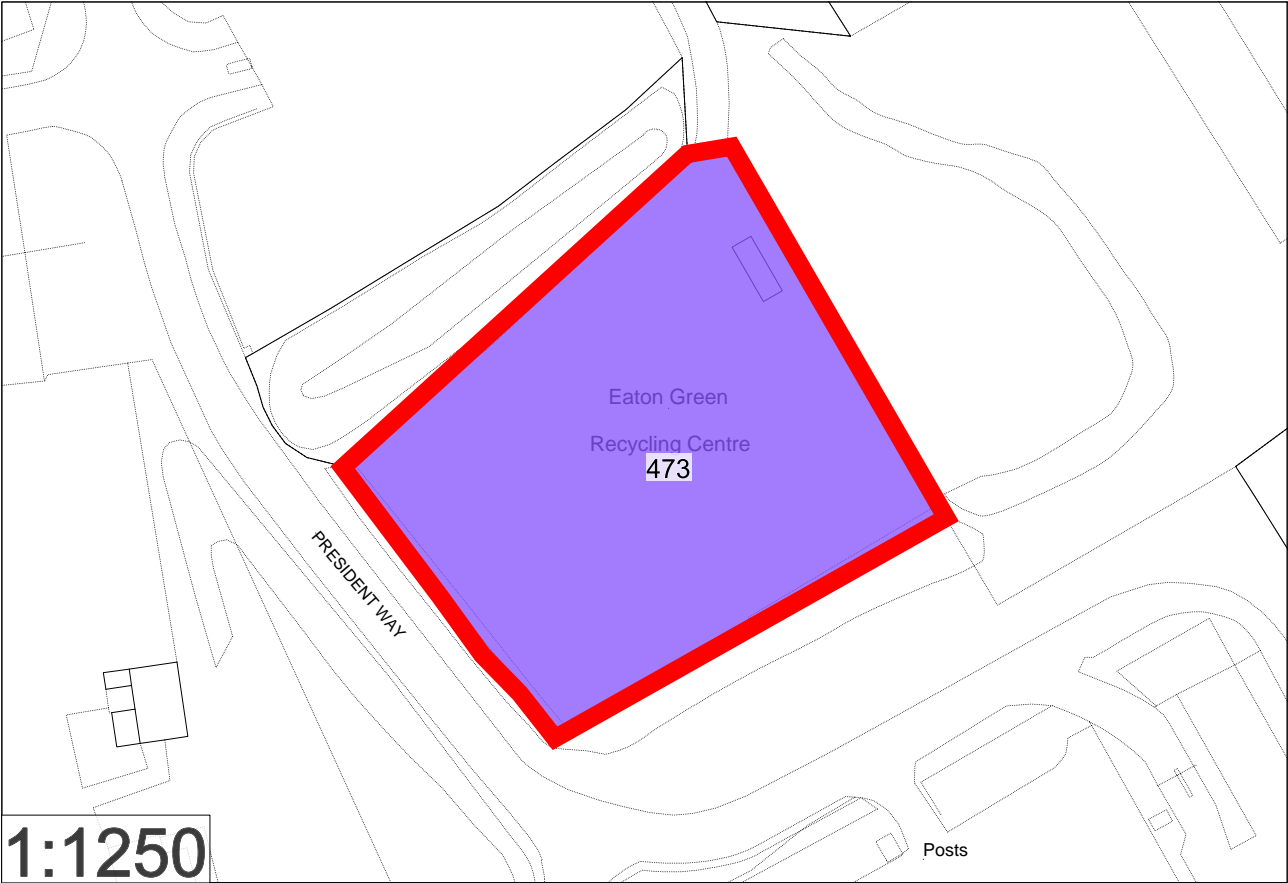 Eaton Green
Recycling Centre
473
PRESIDENT WAY
Posts
1:1250